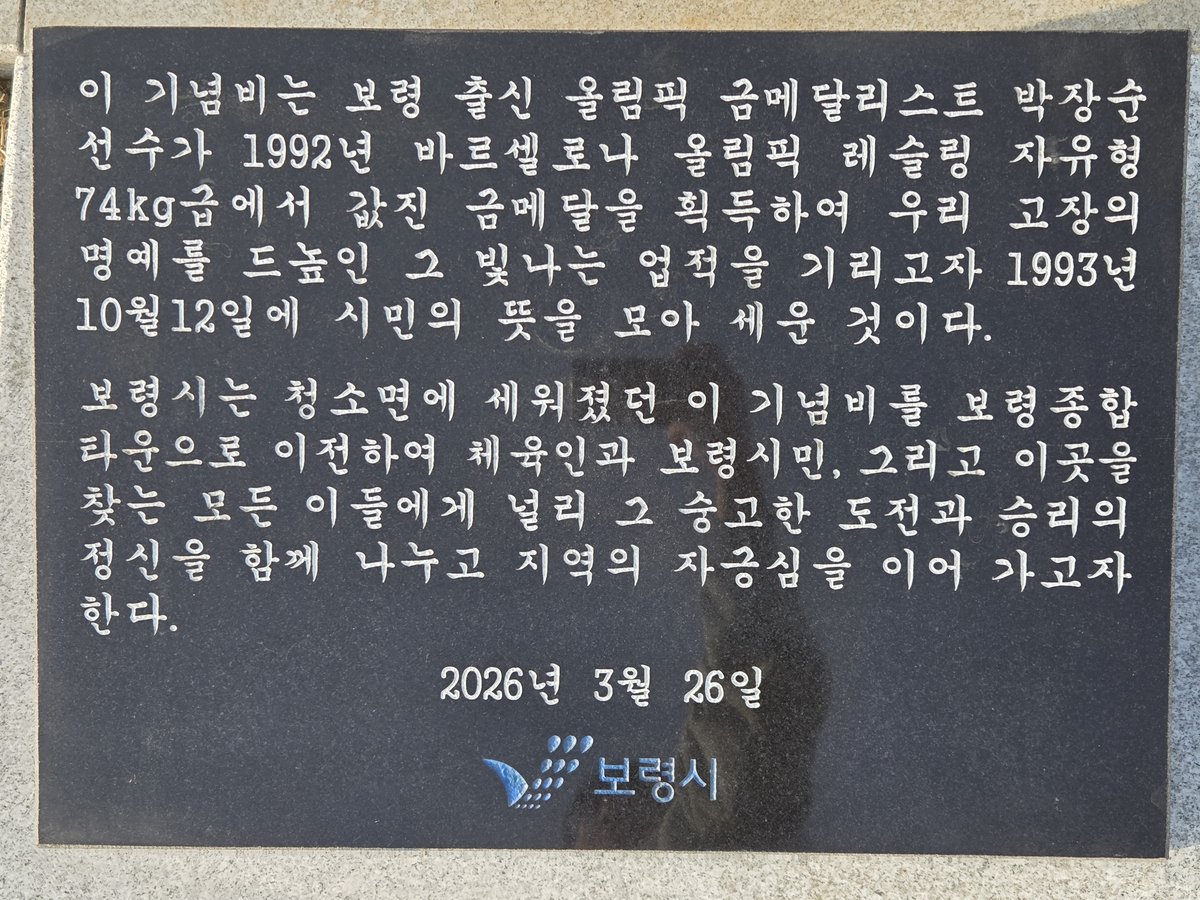 이 기념비는 보령 출신 올림픽 금메달리스트 박장순
선수가 1992년 바르셀로나 올림픽 레슬링 자유형
74kg급에서 값진 금메달을 획득하여 우리 고장의
명예를 드높인 그 빛나는 업적을 기리고자 1993년
10월12일에 시민의 뜻을 모아 세운 것이다.
보령시는 청소면에 세워졌던 이 기념비를 보령종합
타운으로 이전하여 체육인과 보령시민, 그리고 이곳을
찾는 모든 이들에게 널리 그 숭고한 도전과 승리의
정신을 함께 나누고 지역의 자긍심을 이어 가고자
한다.
2026년 3월 26일
보령시